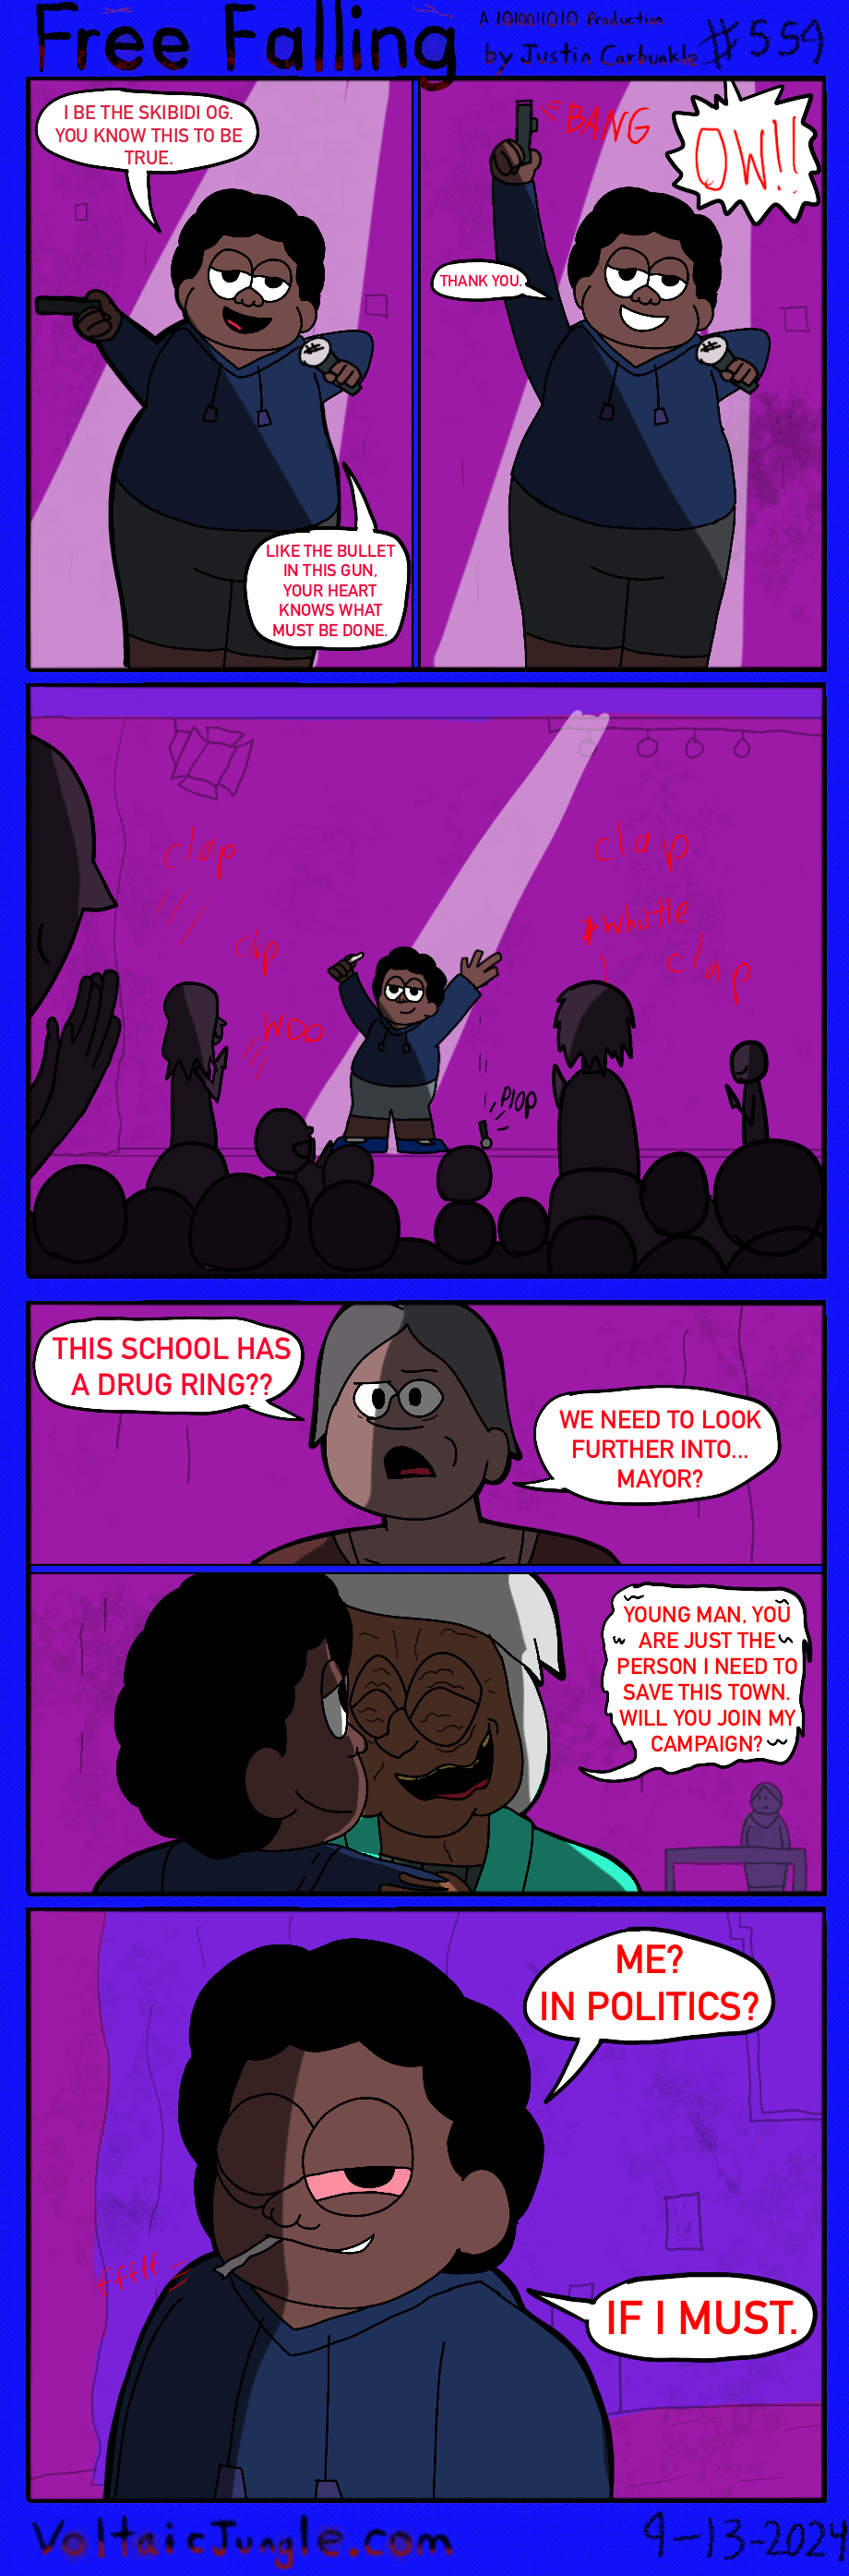 Free Falling
A 101001010 Production
by Justin Carbunkle
#559
I BE THE SKIBIDI OG.
YOU KNOW THIS TO BE
TRUE.
LIKE THE BULLET
IN THIS GUN,
YOUR HEART
KNOWS WHAT
MUST BE DONE.
BANG
OW!!
THANK YOU.
clap
clap
whistle
clap
clap
WOO
Plop
THIS SCHOOL HAS
A DRUG RING??
WE NEED TO LOOK
FURTHER INTO...
MAYOR?
YOUNG MAN, YOU
ARE JUST THE
PERSON I NEED TO
SAVE THIS TOWN.
WILL YOU JOIN MY
CAMPAIGN?
ME?
IN POLITICS?
fffff
IF I MUST.
VoltaicJungle.com
9-13-2024